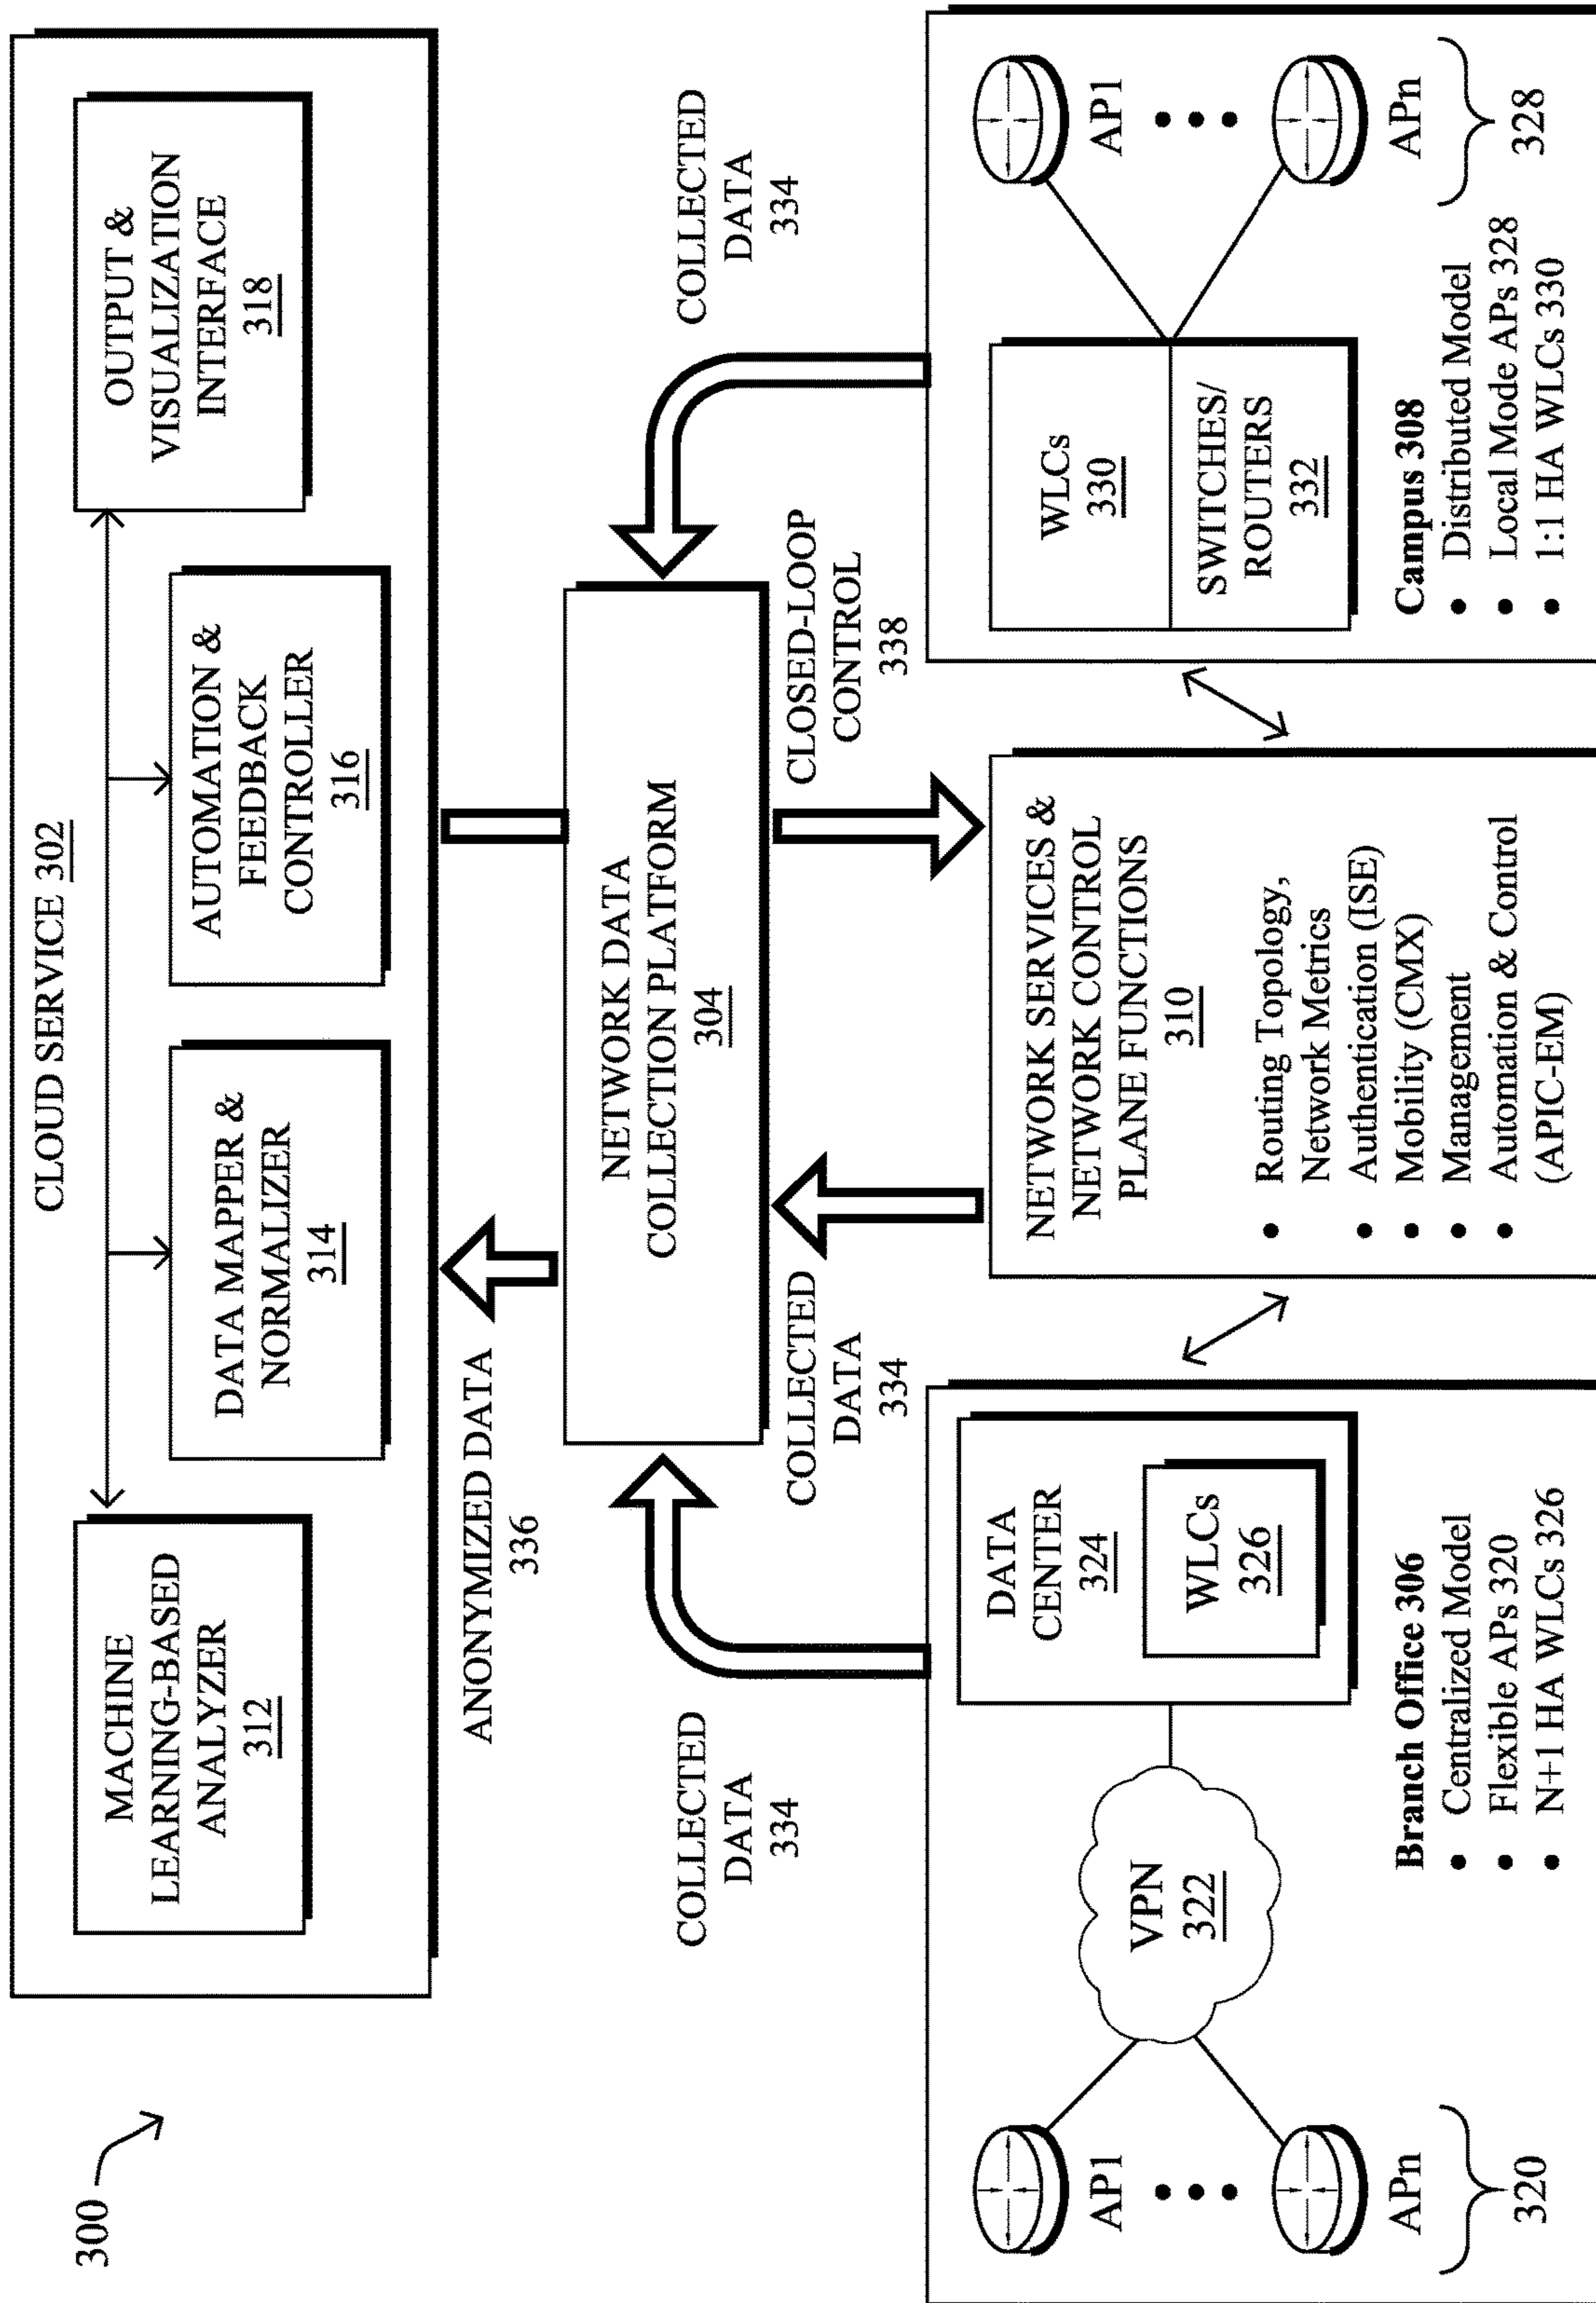 300
CLOUD SERVICE 302
MACHINE
LEARNING-BASED
ANALYZER
312
DATA MAPPER &
NORMALIZER
314
AUTOMATION &
FEEDBACK
CONTROLLER
316
OUTPUT &
VISUALIZATION
INTERFACE
318
ANONYMIZED DATA
336
COLLECTED
DATA
334
NETWORK DATA
COLLECTION PLATFORM
304
COLLECTED
DATA
334
COLLECTED
DATA
334
CLOSED-LOOP
CONTROL
338
AP1
APn
320
VPN
322
DATA
CENTER
324
WLCs
326
Branch Office 306
• Centralized Model
• Flexible APs 320
• N+1 HA WLCs 326
NETWORK SERVICES &
NETWORK CONTROL
PLANE FUNCTIONS
310
• Routing Topology,
Network Metrics
• Authentication (ISE)
• Mobility (CMX)
• Management
• Automation & Control
(APIC-EM)
WLCs
330
SWITCHES/
ROUTERS
332
AP1
APn
328
Campus 308
• Distributed Model
• Local Mode APs 328
• 1:1 HA WLCs 330